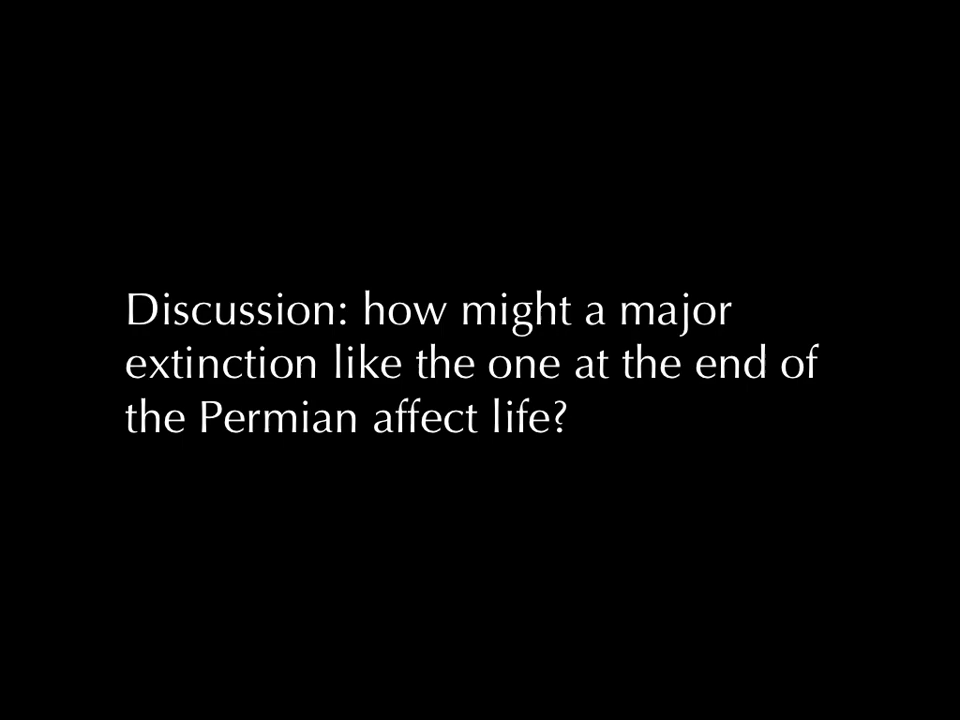 Discussion: how might a major
extinction like the one at the end of
the Permian affect life?